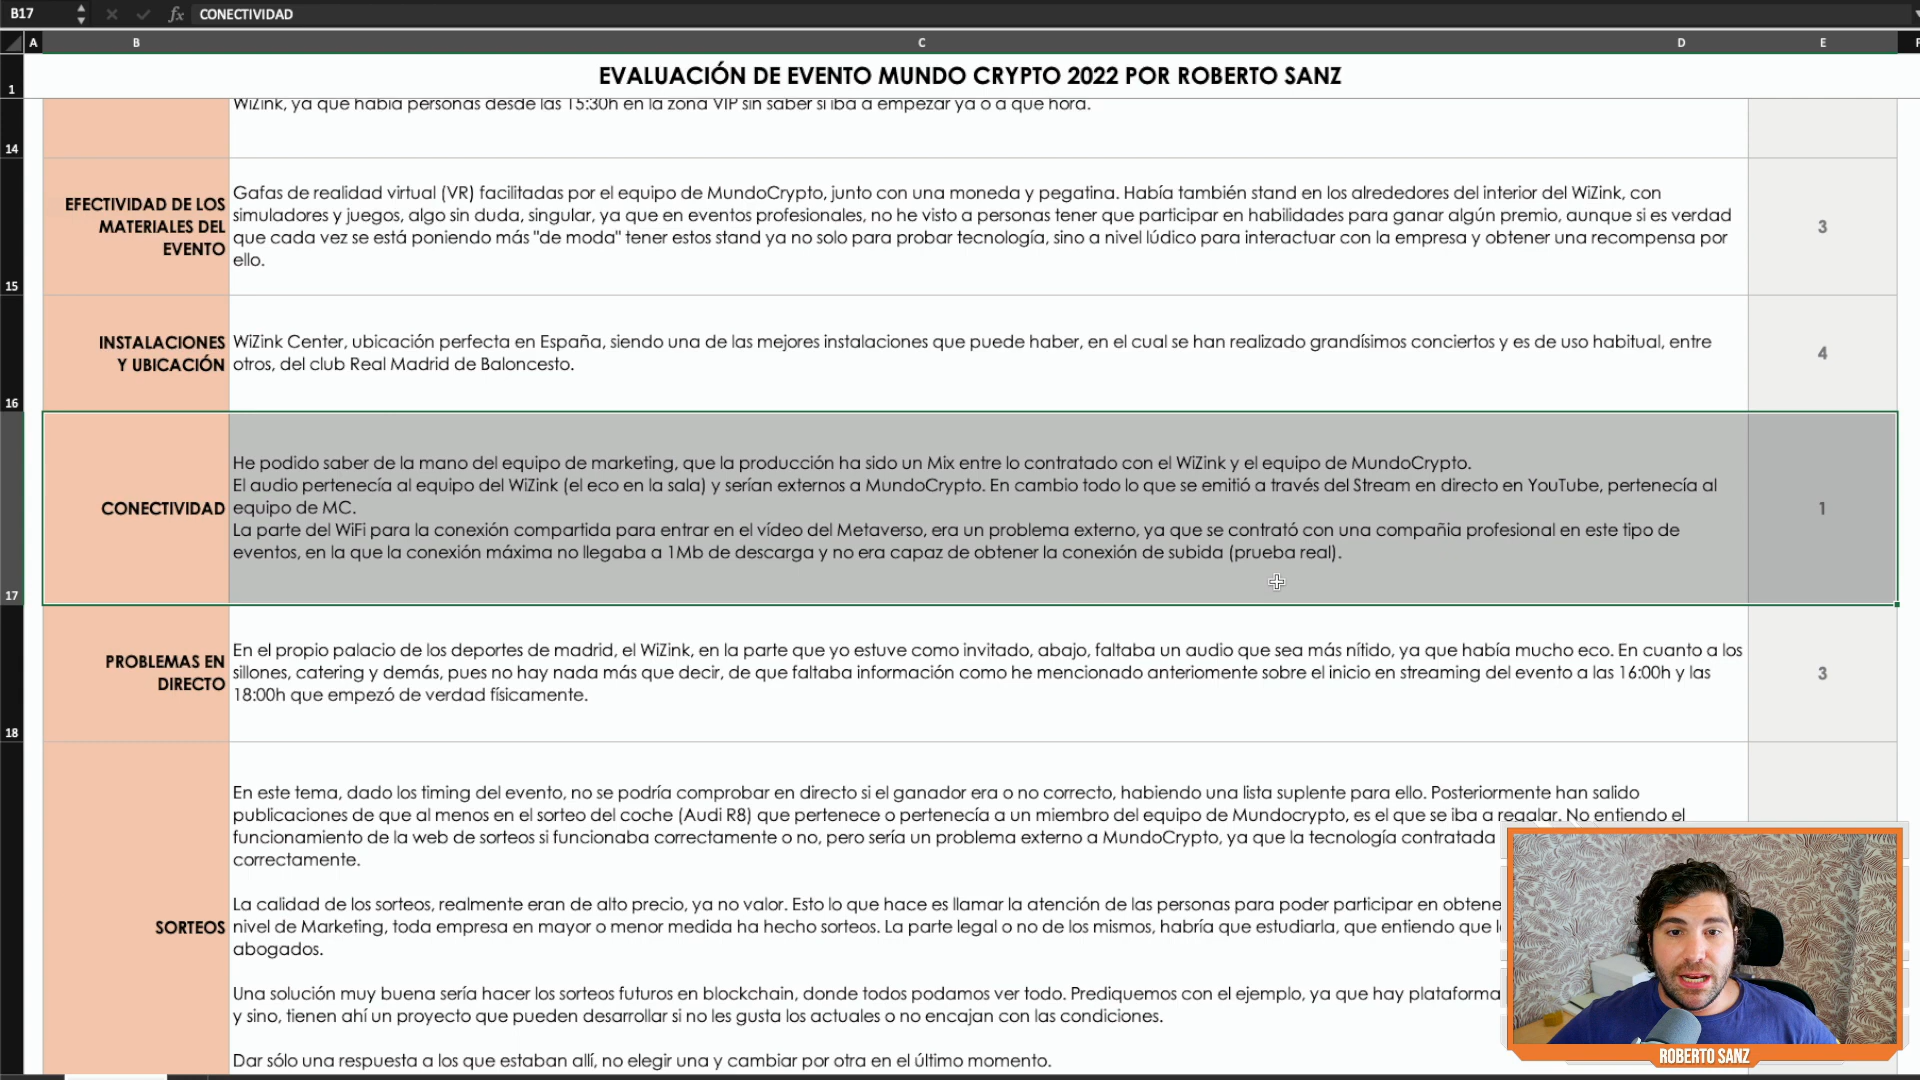 B17
fx CONECTIVIDAD
A B C D E F
1 EVALUACIÓN DE EVENTO MUNDO CRYPTO 2022 POR ROBERTO SANZ
WiZink, ya que había personas desde las 15:30h en la zona VIP sin saber si iba a empezar ya o a qué hora.
14
EFECTIVIDAD DE LOS
MATERIALES DEL
EVENTO
Gafas de realidad virtual (VR) facilitadas por el equipo de MundoCrypto, junto con una moneda y pegatina. Había también stand en los alrededores del interior del WiZink, con
simuladores y juegos, algo sin duda, singular, ya que en eventos profesionales, no he visto a personas tener que participar en habilidades para ganar algún premio, aunque si es verdad
que cada vez se está poniendo más "de moda" tener estos stand ya no solo para probar tecnología, sino a nivel lúdico para interactuar con la empresa y obtener una recompensa por
ello.
3
15
INSTALACIONES
Y UBICACIÓN
WiZink Center, ubicación perfecta en España, siendo una de las mejores instalaciones que puede haber, en el cual se han realizado grandísimos conciertos y es de uso habitual, entre
otros, del club Real Madrid de Baloncesto.
4
16
CONECTIVIDAD
He podido saber de la mano del equipo de marketing, que la producción ha sido un Mix entre lo contratado con el WiZink y el equipo de MundoCrypto.
El audio pertenecía al equipo del WiZink (el eco en la sala) y serían externos a MundoCrypto. En cambio todo lo que se emitió a través del Stream en directo en YouTube, pertenecía al
equipo de MC.
La parte del WiFi para la conexión compartida para entrar en el vídeo del Metaverso, era un problema externo, ya que se contrató con una compañia profesional en este tipo de
eventos, en la que la conexión máxima no llegaba a 1Mb de descarga y no era capaz de obtener la conexión de subida (prueba real).
1
17
PROBLEMAS EN
DIRECTO
En el propio palacio de los deportes de madrid, el WiZink, en la parte que yo estuve como invitado, abajo, faltaba un audio que sea más nítido, ya que había mucho eco. En cuanto a los
sillones, catering y demás, pues no hay nada más que decir, de que faltaba información como he mencionado anteriomente sobre el inicio en streaming del evento a las 16:00h y las
18:00h que empezó de verdad físicamente.
3
18
SORTEOS
En este tema, dado los timing del evento, no se podría comprobar en directo si el ganador era o no correcto, habiendo una lista suplente para ello. Posteriormente han salido
publicaciones de que al menos en el sorteo del coche (Audi R8) que pertenece o pertenecía a un miembro del equipo de Mundocrypto, es el que se iba a regalar. No entiendo el
funcionamiento de la web de sorteos si funcionaba correctamente o no, pero sería un problema externo a MundoCrypto, ya que la tecnología contratada
correctamente.
La calidad de los sorteos, realmente eran de alto precio, ya no valor. Esto lo que hace es llamar la atención de las personas para poder participar en obtene
nivel de Marketing, toda empresa en mayor o menor medida ha hecho sorteos. La parte legal o no de los mismos, habría que estudiarla, que entiendo que
abogados.
Una solución muy buena sería hacer los sorteos futuros en blockchain, donde todos podamos ver todo. Prediquemos con el ejemplo, ya que hay plataforma
y sino, tienen ahí un proyecto que pueden desarrollar si no les gusta los actuales o no encajan con las condiciones.
Dar sólo una respuesta a los que estaban allí, no elegir una y cambiar por otra en el último momento.
ROBERTO SANZ